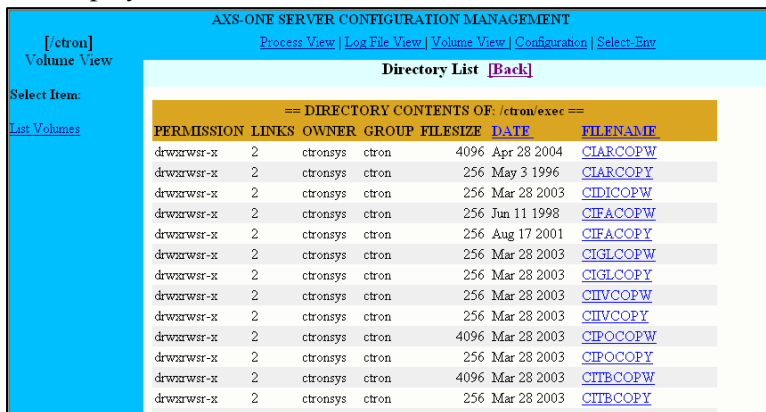 AXS-ONE SERVER CONFIGURATION MANAGEMENT
[/ctron]
Volume View
Process View | Log File View | Volume View | Configuration | Select-Env
Directory List [Back]
Select Item:
List Volumes
== DIRECTORY CONTENTS OF: /ctron/exec ==
PERMISSION LINKS OWNER GROUP FILESIZE DATE FILENAME
drwxrwsr-x 2 ctronsys ctron 4096 Apr 28 2004 CIARCOPW
drwxrwsr-x 2 ctronsys ctron 256 May 3 1996 CIARCOPY
drwxrwsr-x 2 ctronsys ctron 256 Mar 28 2003 CIDICOPW
drwxrwsr-x 2 ctronsys ctron 256 Jun 11 1998 CIFACOPW
drwxrwsr-x 2 ctronsys ctron 256 Aug 17 2001 CIFACOPY
drwxrwsr-x 2 ctronsys ctron 256 Mar 28 2003 CIGLCOPW
drwxrwsr-x 2 ctronsys ctron 256 Mar 28 2003 CIGLCOPY
drwxrwsr-x 2 ctronsys ctron 256 Mar 28 2003 CIIVCOPW
drwxrwsr-x 2 ctronsys ctron 256 Mar 28 2003 CIIVCOPY
drwxrwsr-x 2 ctronsys ctron 4096 Mar 28 2003 CIPOCOPW
drwxrwsr-x 2 ctronsys ctron 256 Mar 28 2003 CIPOCOPY
drwxrwsr-x 2 ctronsys ctron 4096 Mar 28 2003 CITBCOPW
drwxrwsr-x 2 ctronsys ctron 256 Mar 28 2003 CITBCOPY